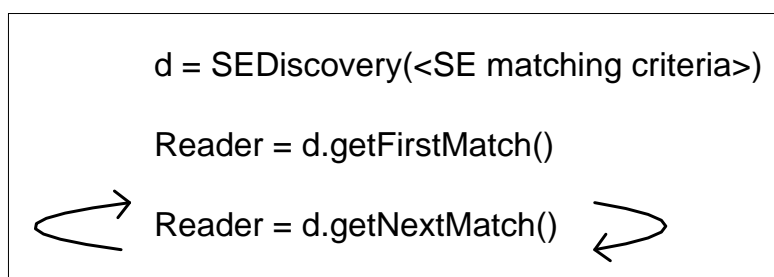 d = SEDiscovery(<SE matching criteria>)
Reader = d.getFirstMatch()
Reader = d.getNextMatch()